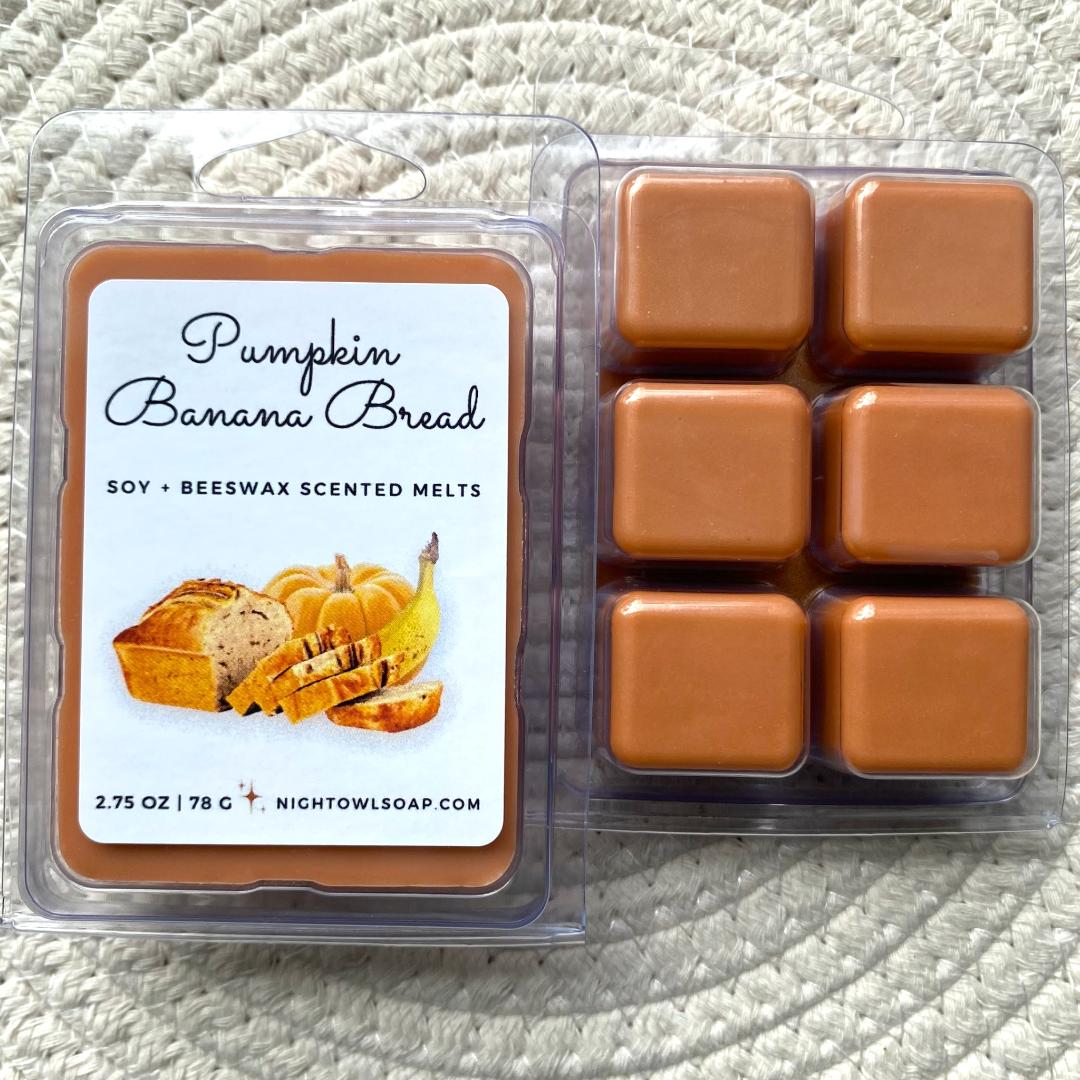 Pumpkin
Banana Bread
SOY + BEESWAX SCENTED MELTS
2.75 OZ | 78 G NIGHTOWLSOAP.COM